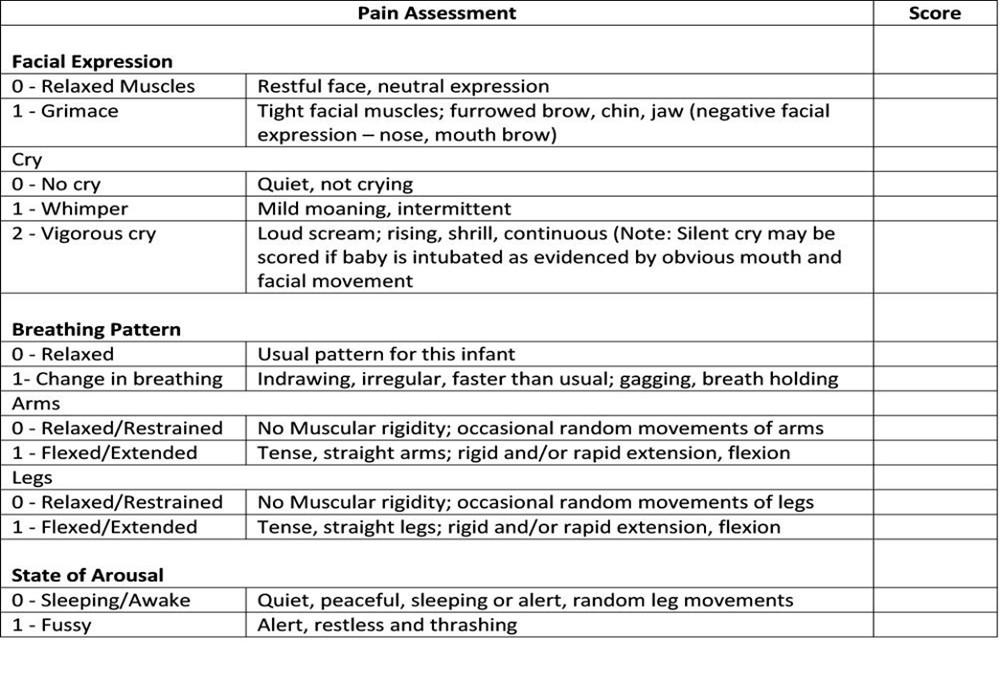 Pain Assessment Score
Facial Expression
0 - Relaxed Muscles Restful face, neutral expression
1 - Grimace Tight facial muscles; furrowed brow, chin, jaw (negative facial
expression – nose, mouth brow)
Cry
0 - No cry Quiet, not crying
1 - Whimper Mild moaning, intermittent
2 - Vigorous cry Loud scream; rising, shrill, continuous (Note: Silent cry may be
scored if baby is intubated as evidenced by obvious mouth and
facial movement
Breathing Pattern
0 - Relaxed Usual pattern for this infant
1- Change in breathing Indrawing, irregular, faster than usual; gagging, breath holding
Arms
0 - Relaxed/Restrained No Muscular rigidity; occasional random movements of arms
1 - Flexed/Extended Tense, straight arms; rigid and/or rapid extension, flexion
Legs
0 - Relaxed/Restrained No Muscular rigidity; occasional random movements of legs
1 - Flexed/Extended Tense, straight legs; rigid and/or rapid extension, flexion
State of Arousal
0 - Sleeping/Awake Quiet, peaceful, sleeping or alert, random leg movements
1 - Fussy Alert, restless and thrashing